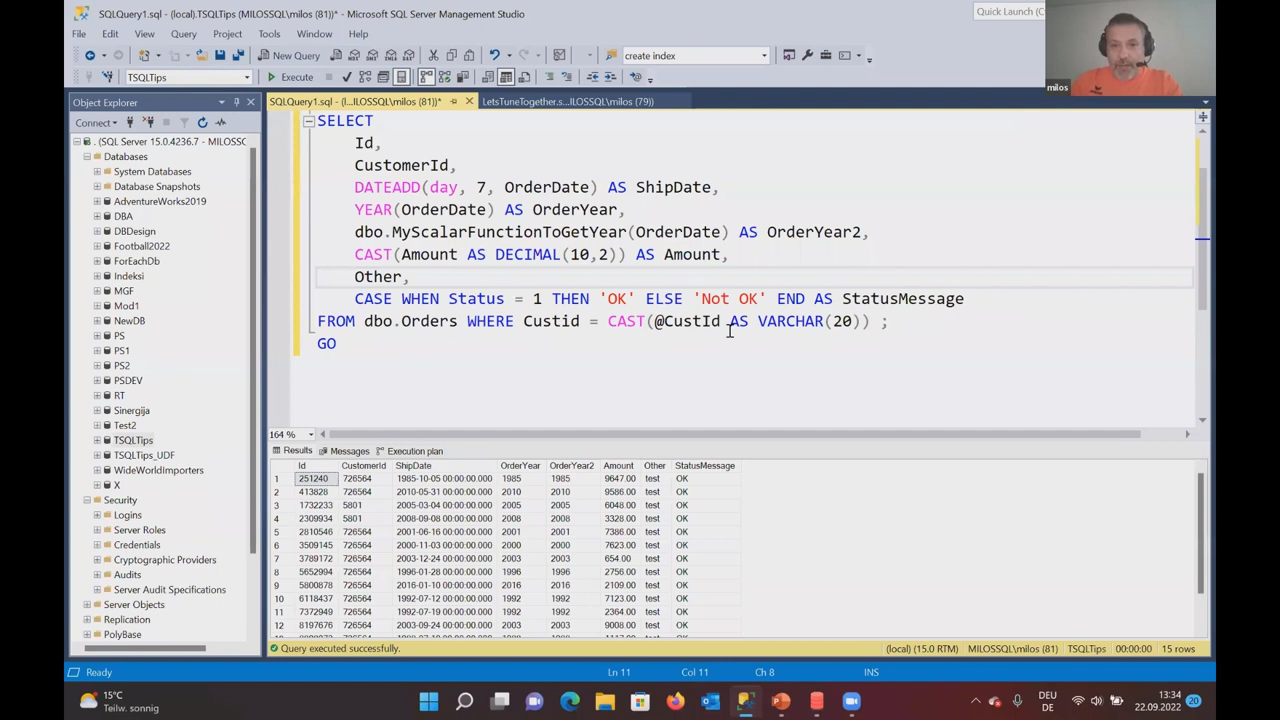 SQLQuery1.sql - (local).TSQLTips (MILOSSQL\milos (81))* - Microsoft SQL Server Management Studio
Quick Launch (C
File Edit View Query Project Tools Window Help
New Query
create index
TSQLTips
Execute
milos
Object Explorer
SQLQuery1.sql - (l...ILOSSQL\milos (81))*
LetsTuneTogether.s...ILOSSQL\milos (79))
Connect
. (SQL Server 15.0.4236.7 - MILOSSC
Databases
System Databases
Database Snapshots
AdventureWorks2019
DBA
DBDesign
Football2022
ForEachDb
Indeksi
MGF
Mod1
NewDB
PS
PS1
PS2
PSDEV
RT
Sinergija
Test2
TSQLTips
TSQLTips_UDF
WideWorldImporters
X
Security
Logins
Server Roles
Credentials
Cryptographic Providers
Audits
Server Audit Specifications
Server Objects
Replication
PolyBase
SELECT
Id,
CustomerId,
DATEADD(day, 7, OrderDate) AS ShipDate,
YEAR(OrderDate) AS OrderYear,
dbo.MyScalarFunctionToGetYear(OrderDate) AS OrderYear2,
CAST(Amount AS DECIMAL(10,2)) AS Amount,
Other,
CASE WHEN Status = 1 THEN 'OK' ELSE 'Not OK' END AS StatusMessage
FROM dbo.Orders WHERE Custid = CAST(@CustId AS VARCHAR(20)) ;
GO
164 %
Results Messages Execution plan
Id CustomerId ShipDate OrderYear OrderYear2 Amount Other StatusMessage
1 251240 726564 1985-10-05 00:00:00.000 1985 1985 9647.00 test OK
2 413828 726564 2010-05-31 00:00:00.000 2010 2010 9586.00 test OK
3 1732233 5801 2005-03-04 00:00:00.000 2005 2005 6048.00 test OK
4 2309934 5801 2008-09-08 00:00:00.000 2008 2008 3328.00 test OK
5 2810546 726564 2001-06-16 00:00:00.000 2001 2001 7386.00 test OK
6 3509145 726564 2000-11-03 00:00:00.000 2000 2000 7623.00 test OK
7 3789172 726564 2003-12-24 00:00:00.000 2003 2003 654.00 test OK
8 5652994 726564 1996-01-28 00:00:00.000 1996 1996 2756.00 test OK
9 5800878 726564 2016-01-10 00:00:00.000 2016 2016 2109.00 test OK
10 6118437 726564 1992-07-12 00:00:00.000 1992 1992 7123.00 test OK
11 7372949 726564 1992-07-19 00:00:00.000 1992 1992 2364.00 test OK
12 8197676 726564 2003-09-24 00:00:00.000 2003 2003 9008.00 test OK
Query executed successfully.
(local) (15.0 RTM) MILOSSQL\milos (81) TSQLTips 00:00:00 15 rows
Ready
Ln 11 Col 11 Ch 8 INS
15°C
Teilw. sonnig
DEU
DE
13:34
22.09.2022
20